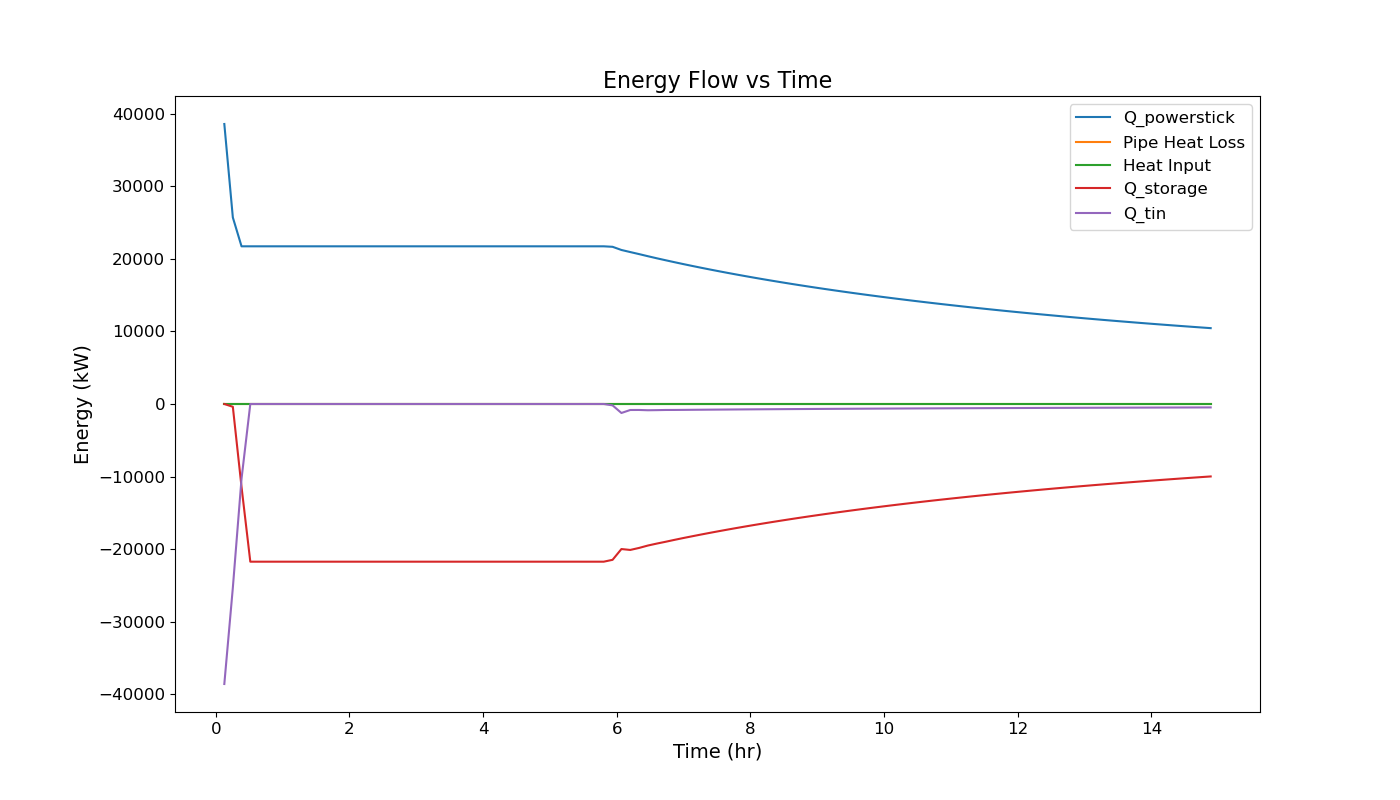 Energy Flow vs Time
Q_powerstick
Pipe Heat Loss
Heat Input
Q_storage
Q_tin
Energy (kW)
40000
30000
20000
10000
0
−10000
−20000
−30000
−40000
0 2 4 6 8 10 12 14
Time (hr)